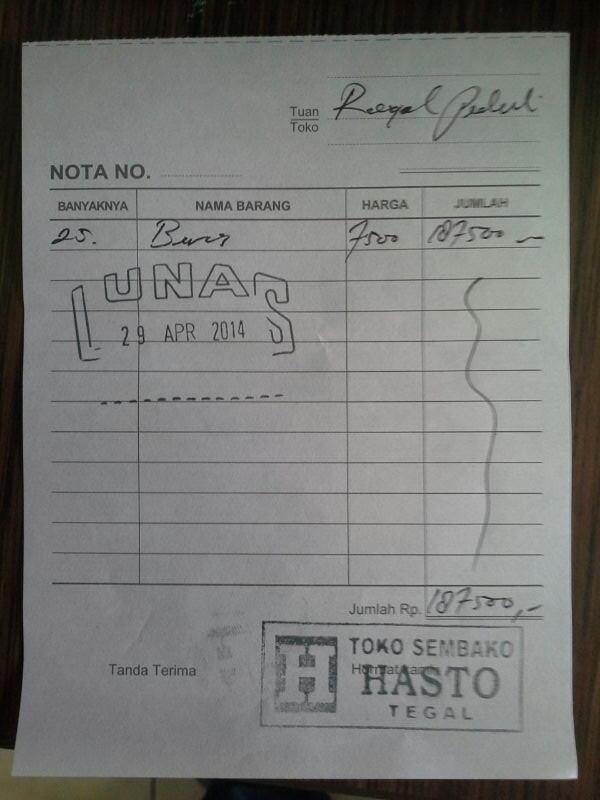 Tuan
Toko
Regal Peduli
NOTA NO.
BANYAKNYA NAMA BARANG HARGA JUMLAH
25. Beras 7500 187500
LUNAS
29 APR 2014
Jumlah Rp. 187500,-
Tanda Terima
TOKO SEMBAKO
HASTO
TEGAL